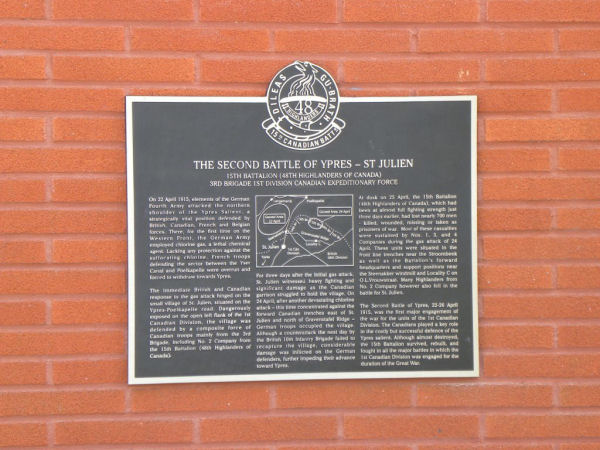 DILEAS GU-BRATH
48
HIGHLANDERS
15TH CANADIAN BATTN
THE SECOND BATTLE OF YPRES – ST JULIEN
15TH BATTALION (48TH HIGHLANDERS OF CANADA)
3RD BRIGADE 1ST DIVISION CANADIAN EXPEDITIONARY FORCE
On 22 April 1915, elements of the German
Fourth Army attacked the northern
shoulder of the Ypres Salient, a
strategically vital position defended by
British, Canadian, French and Belgian
forces. There, for the first time on the
Western Front, the German Army
employed chlorine gas, a lethal chemical
agent. Lacking any protection against the
suffocating chlorine, French troops
defending the sector between the Yser
Canal and Poelkapelle were overrun and
forced to withdraw towards Ypres.
The immediate British and Canadian
response to the gas attack hinged on the
small village of St. Julien, situated on the
Ypres-Poelkapelle road. Dangerously
exposed on the open left flank of the 1st
Canadian Division, the village was
defended by a composite force of
Canadian troops mainly from the 3rd
Brigade, including No. 2 Company from
the 15th Battalion (48th Highlanders of
Canada).
Langemarck
Poelkapelle
St. Julien
Ypres
For three days after the initial gas attack,
St. Julien witnessed heavy fighting and
significant damage as the Canadian
garrison struggled to hold the village. On
24 April, after another devastating chlorine
attack – this time concentrated against the
forward Canadian trenches east of St.
Julien and north of Gravenstafel Ridge –
German troops occupied the village.
Although a counterattack the next day by
the British 10th Infantry Brigade failed to
recapture the village, considerable
damage was inflicted on the German
defenders, further impeding their advance
toward Ypres.
At dusk on 25 April, the 15th Battalion
(48th Highlanders of Canada), which had
been at almost full fighting strength just
three days earlier, had lost nearly 700 men
– killed, wounded, missing or taken as
prisoners of war. Most of these casualties
were sustained by Nos. 1, 3, and 4
Companies during the gas attack of 24
April. These units were situated in the
front line trenches near the Stroombeek
as well as the Battalion's forward
headquarters and support positions near
the Steenakker windmill and Locality C on
Many Highlanders from
No. 2 Company however also fell in the
battle for St. Julien.
The Second Battle of Ypres, 22-26 April
1915, was the first major engagement of
the war for the units of the 1st Canadian
Division. The Canadians played a key role
in the costly but successful defence of the
Ypres salient. Although almost destroyed,
the 15th Battalion survived, rebuilt, and
fought in all the major battles in which the
1st Canadian Division was engaged for the
duration of the Great War.